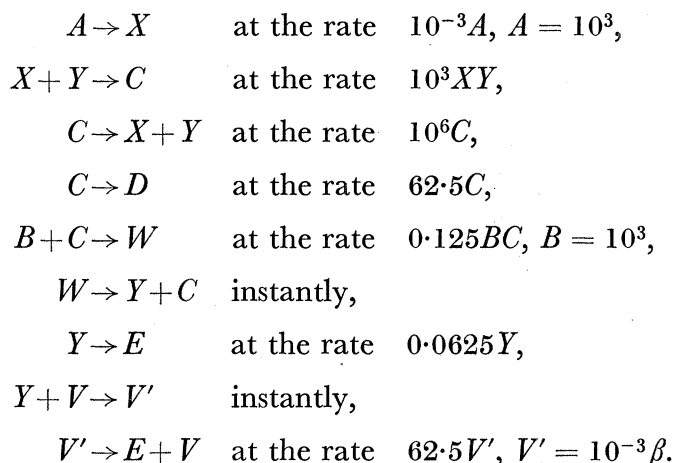 A → X at the rate 10⁻³A, A = 10³,
X+Y → C at the rate 10³XY,
C → X+Y at the rate 10⁶C,
C → D at the rate 62·5C,
B+C → W at the rate 0·125BC, B = 10³,
W → Y+C instantly,
Y → E at the rate 0·0625Y,
Y+V → V′ instantly,
V′ → E+V at the rate 62·5V′, V′ = 10⁻³β.